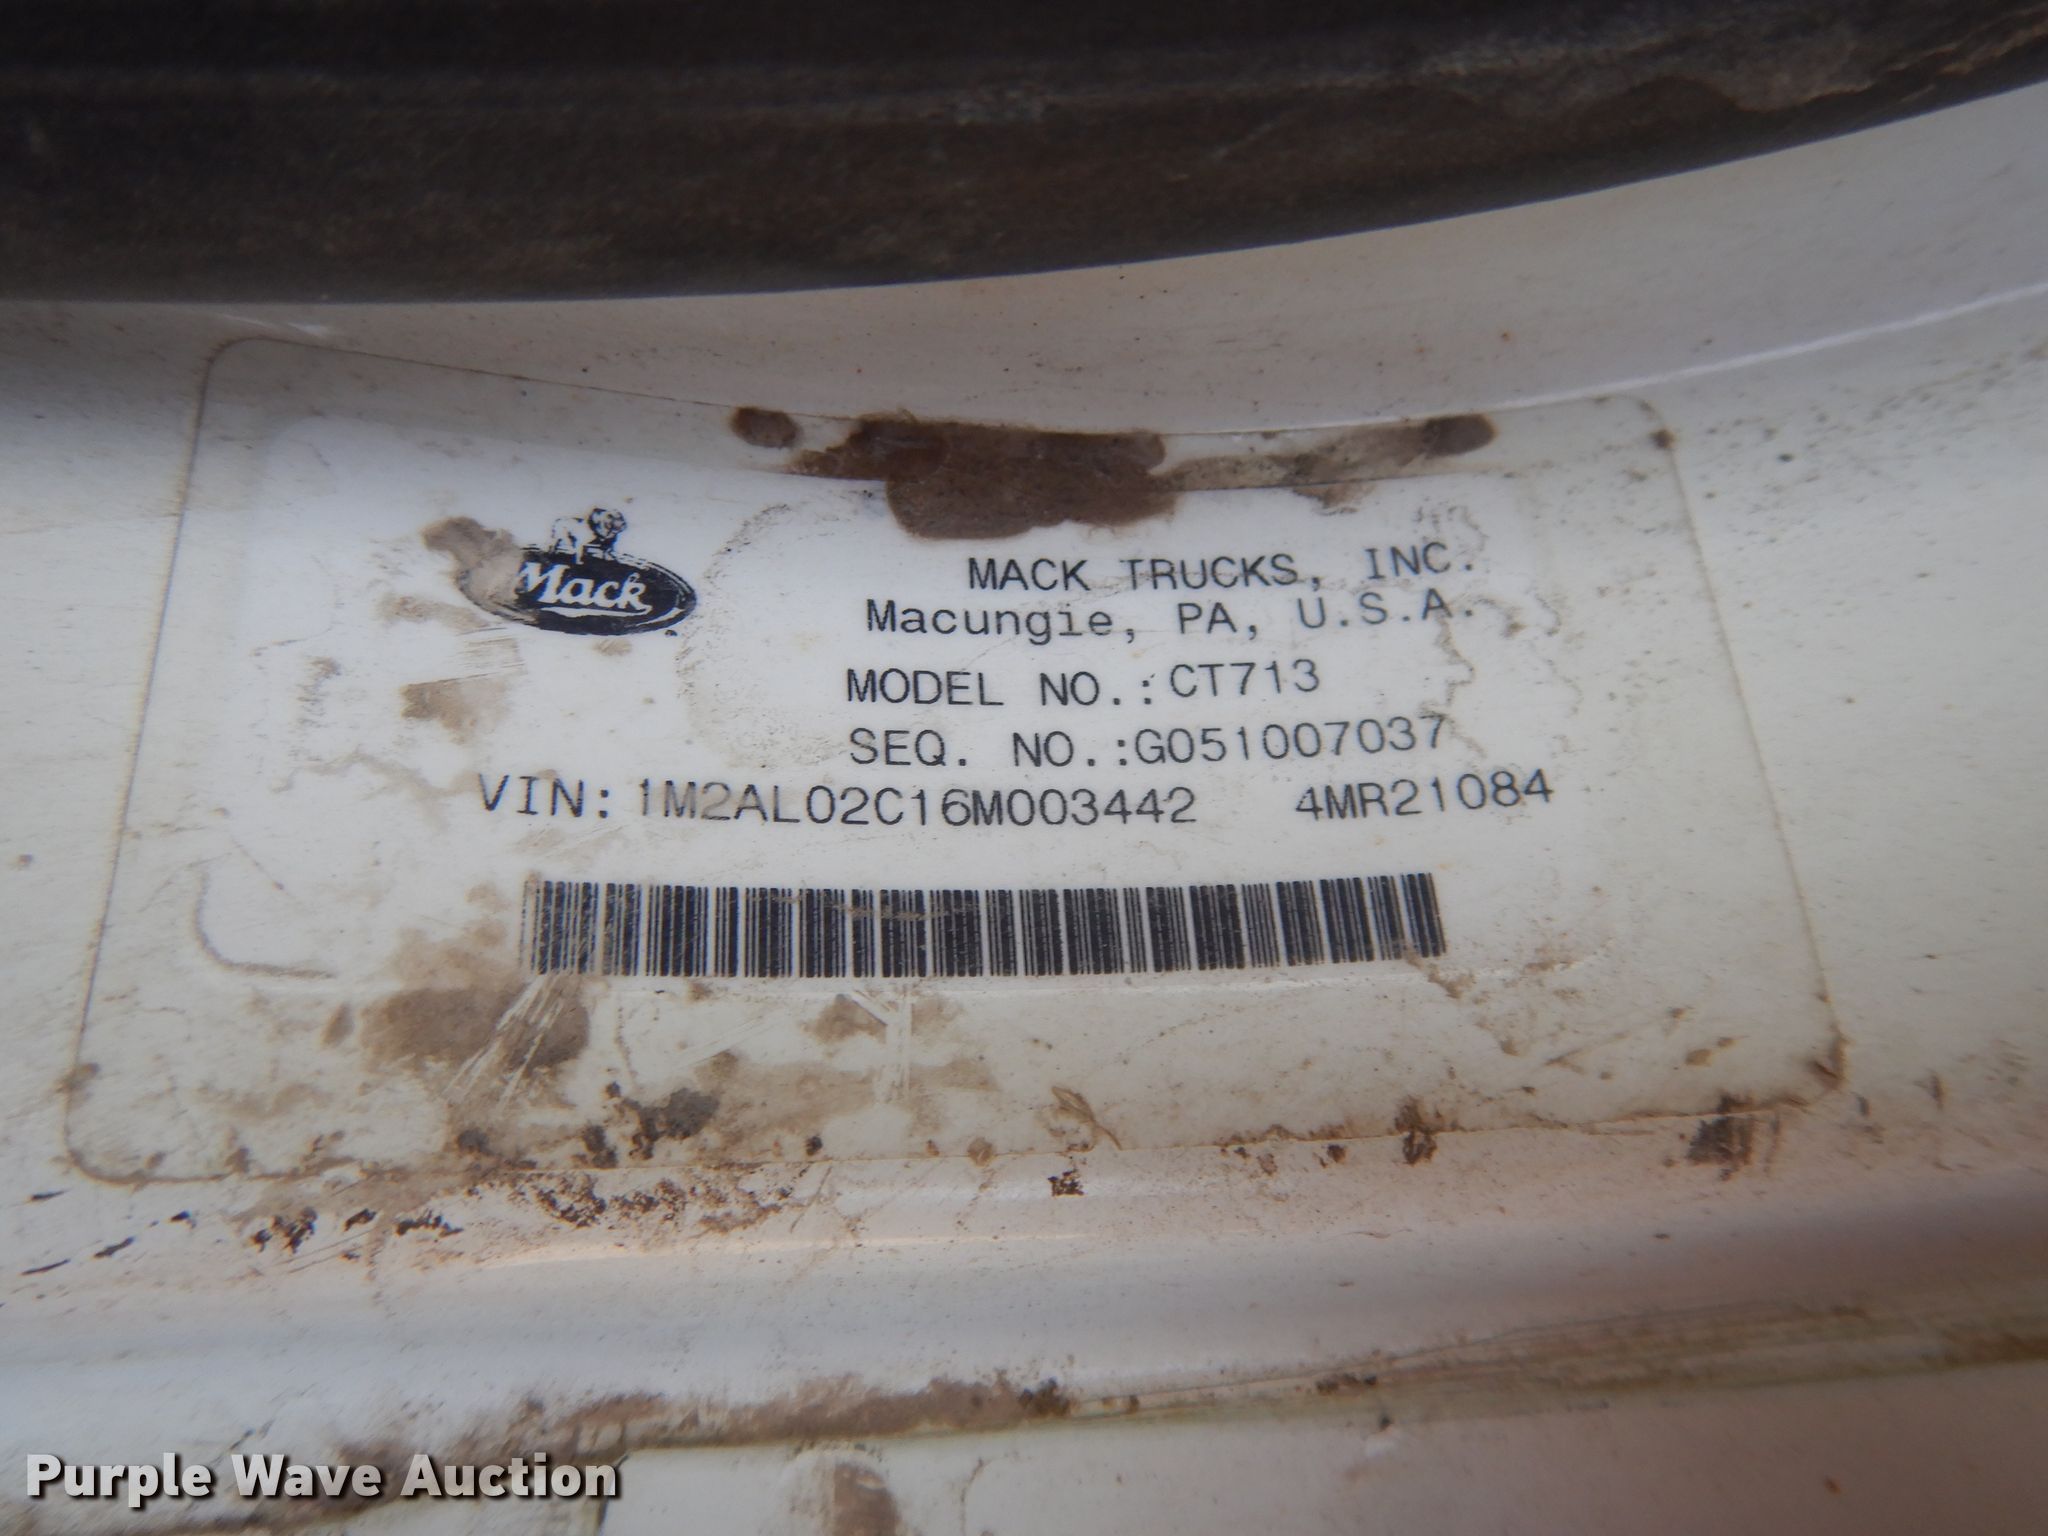 Mack
MACK TRUCKS, INC.
Macungie, PA, U.S.A.
MODEL NO.: CT713
SEQ. NO.:G051007037
VIN: 1M2AL02C16M003442 4MR21084
Purple Wave Auction